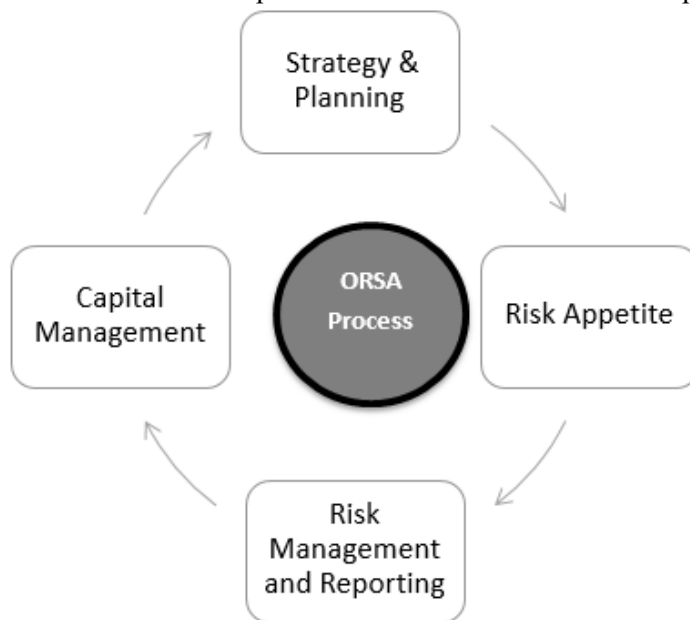 Strategy &
Planning
ORSA
Process
Capital
Management
Risk Appetite
Risk
Management
and Reporting